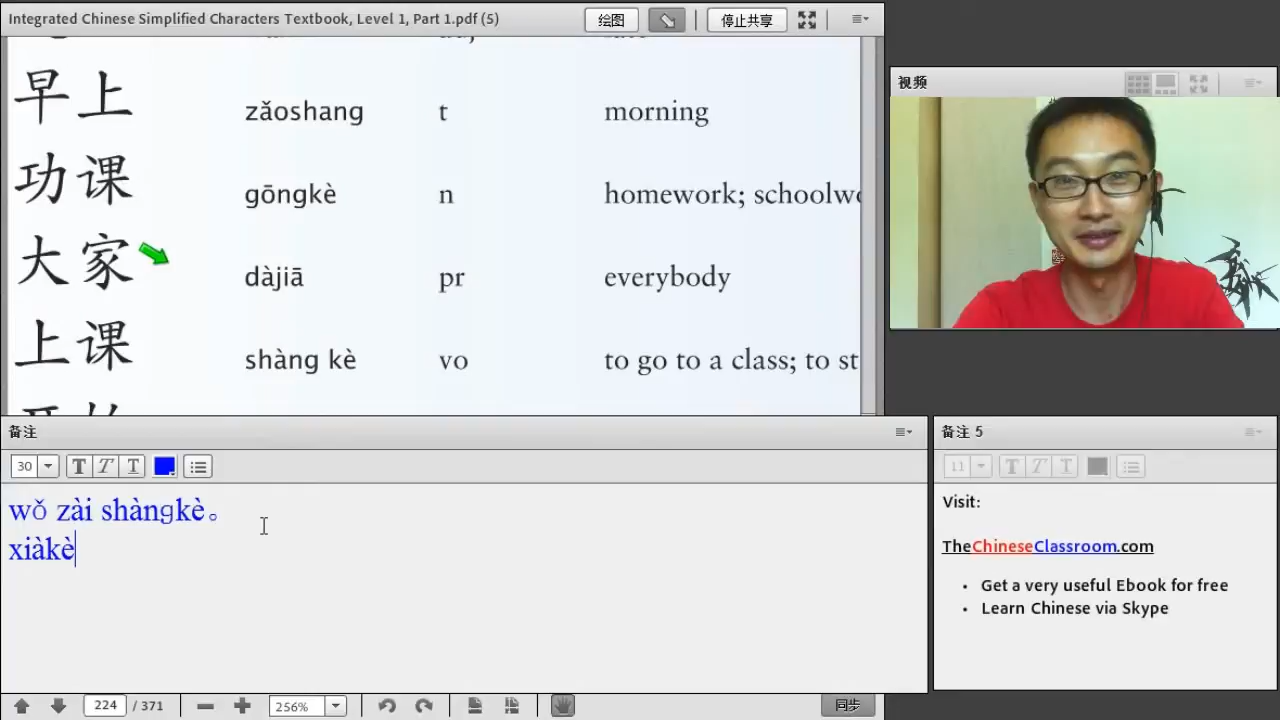 Integrated Chinese Simplified Characters Textbook, Level 1, Part 1.pdf (5)
绘图
停止共享
早上 zǎoshang t morning
功课 gōngkè n homework;
大家 dàjiā pr everybody
上课 shàng kè vo to go to a class; to
视频
备注
30
T T T
wǒ zài shàngkè。
xiàkè
224 / 371
256%
同步
备注 5
11
T T T
Visit:
TheChineseClassroom.com
• Get a very useful Ebook for free
• Learn Chinese via Skype